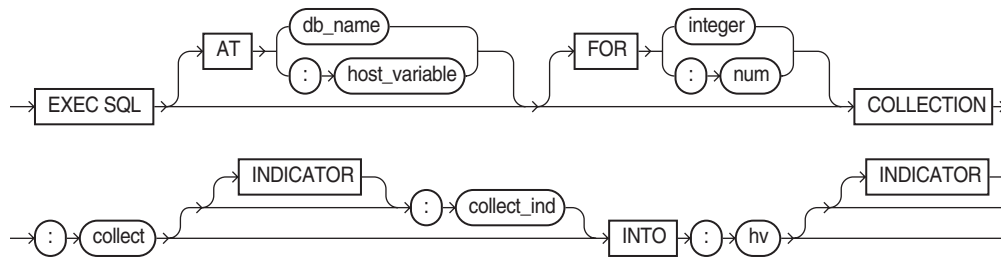 db_name integer
AT FOR
: host_variable : num
EXEC SQL COLLECTION
INDICATOR INDICATOR
: collect_ind
: collect INTO : hv